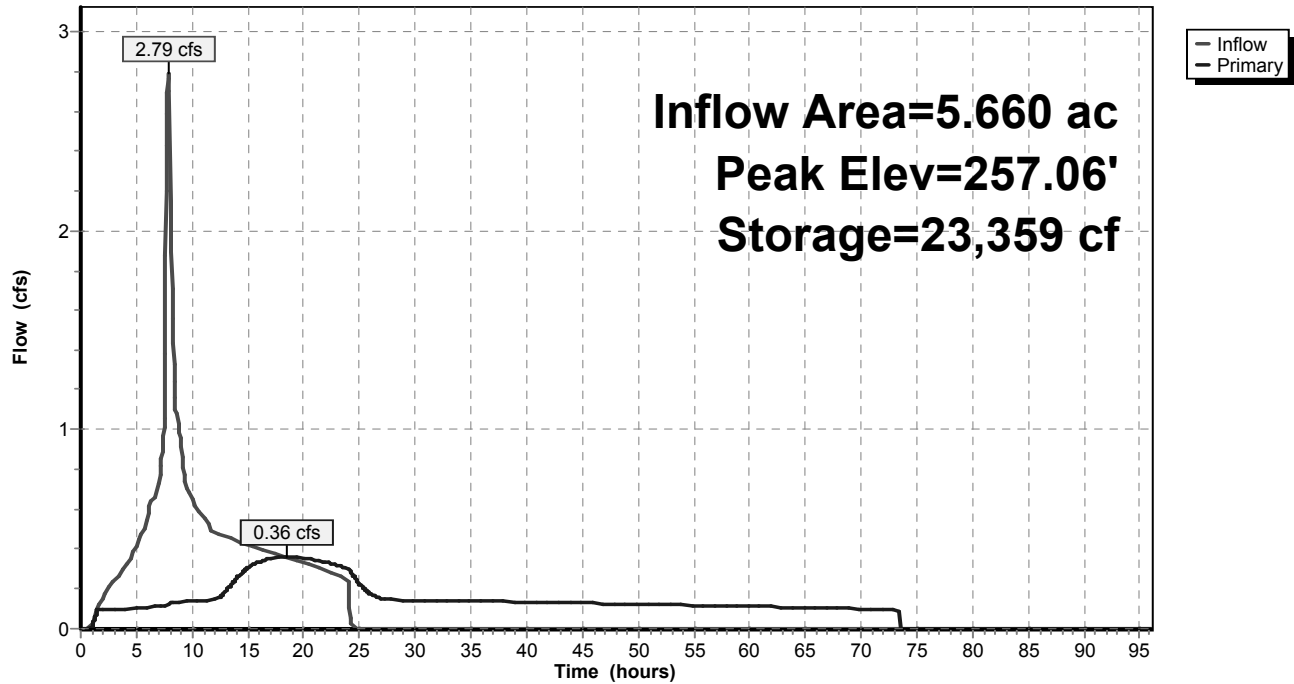 3
2.79 cfs
Inflow
Primary
Inflow Area=5.660 ac
Peak Elev=257.06'
Storage=23,359 cf
2
Flow (cfs)
1
0.36 cfs
0
0 5 10 15 20 25 30 35 40 45 50 55 60 65 70 75 80 85 90 95
Time (hours)